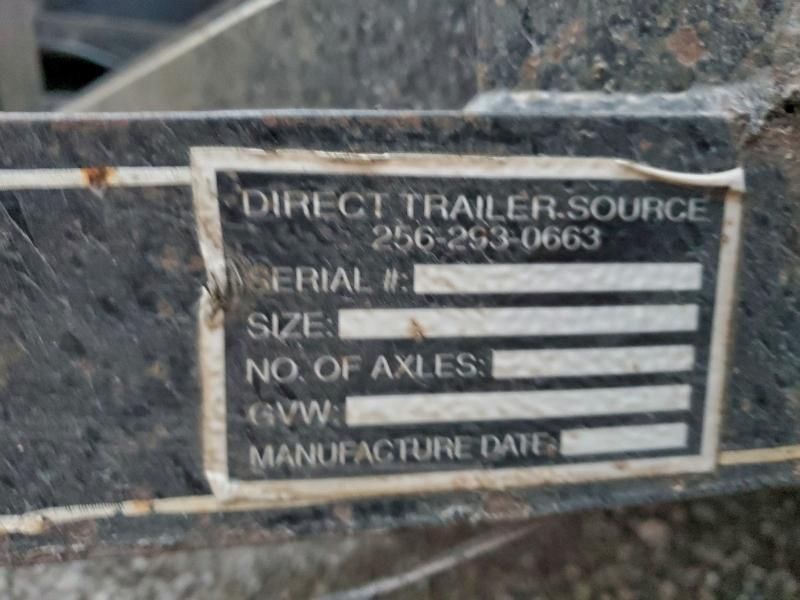 DIRECT TRAILER SOURCE
256-293-0663
SERIAL #:
SIZE:
NO. OF AXLES:
GVW:
MANUFACTURE DATE: